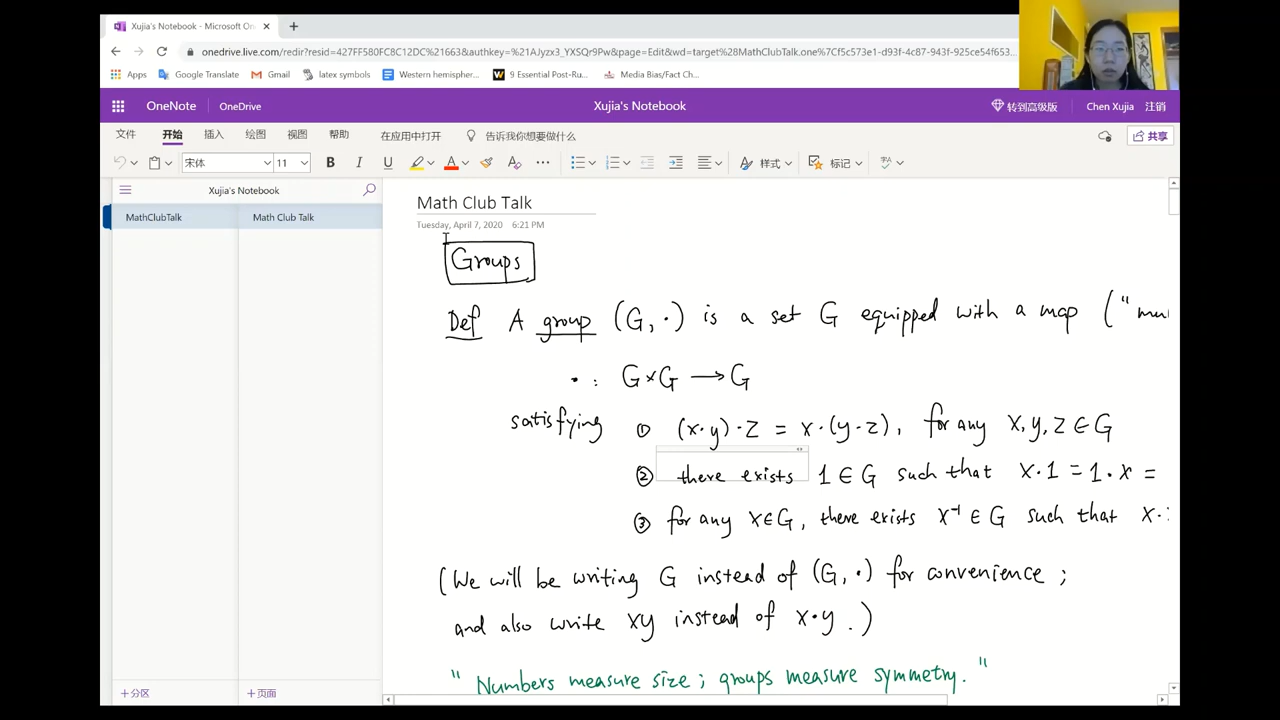 Xujia's Notebook - Microsoft On
onedrive.live.com/redir?resid=427FF580FC8C12DC%21663&authkey=%21AJyzx3_YXSQr9Pw&page=Edit&wd=target%28MathClubTalk.one%7Cf5c573e1-d93f-4c87-943f-925ce54f653...
Apps Google Translate Gmail latex symbols Western hemisphe... 9 Essential Post-Ru... Media Bias/Fact Ch...
OneNote OneDrive Xujia's Notebook 转到高级版 Chen Xujia 注销
文件 开始 插入 绘图 视图 帮助 在应用中打开 告诉我你想要做什么 共享
宋体 11 B I U A 样式 标记
Xujia's Notebook
MathClubTalk Math Club Talk
Math Club Talk
Tuesday, April 7, 2020 6:21 PM
Groups
Def A group (G, ·) is a set G equipped with a map ("mu
· : G×G → G
satisfying ① (x·y)·z = x·(y·z), for any x, y, z ∈ G
② there exists 1 ∈ G such that x·1 = 1·x =
③ for any x∈G, there exists x⁻¹ ∈ G such that x·
(We will be writing G instead of (G, ·) for convenience ;
and also write xy instead of x·y .)
" Numbers measure size ; groups measure symmetry. "
+分区 +页面